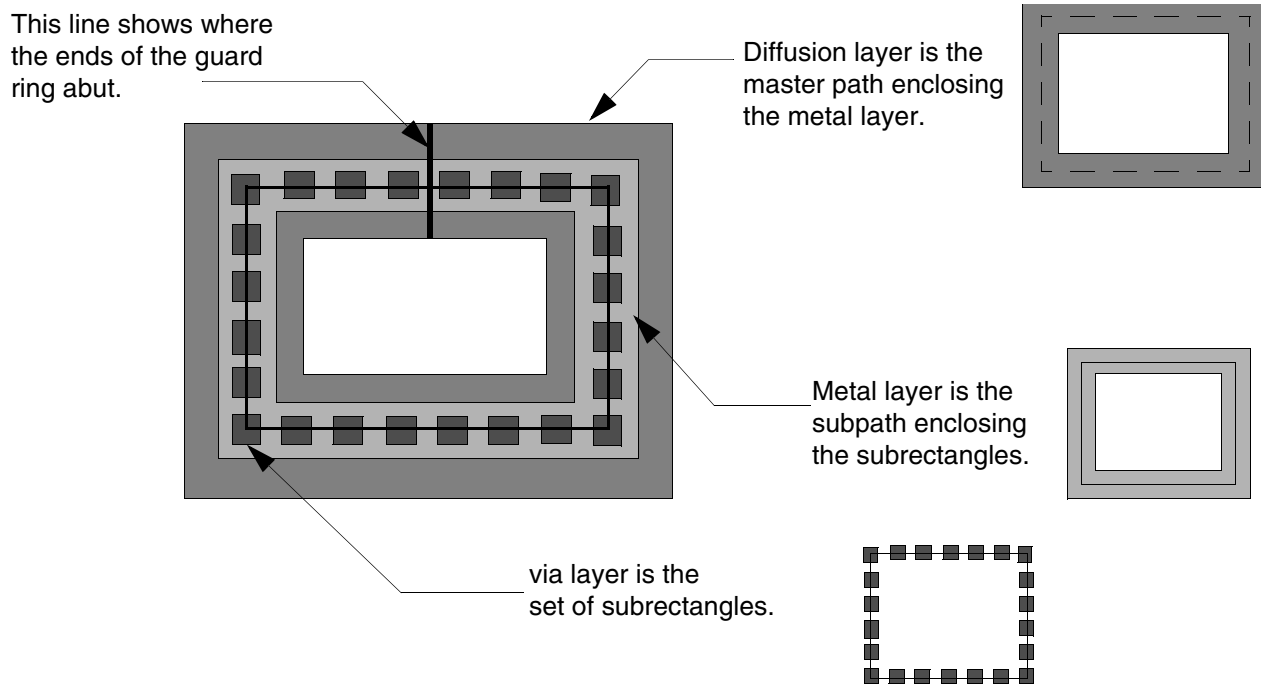 This line shows where
the ends of the guard
ring abut.
Diffusion layer is the
master path enclosing
the metal layer.
Metal layer is the
subpath enclosing
the subrectangles.
via layer is the
set of subrectangles.